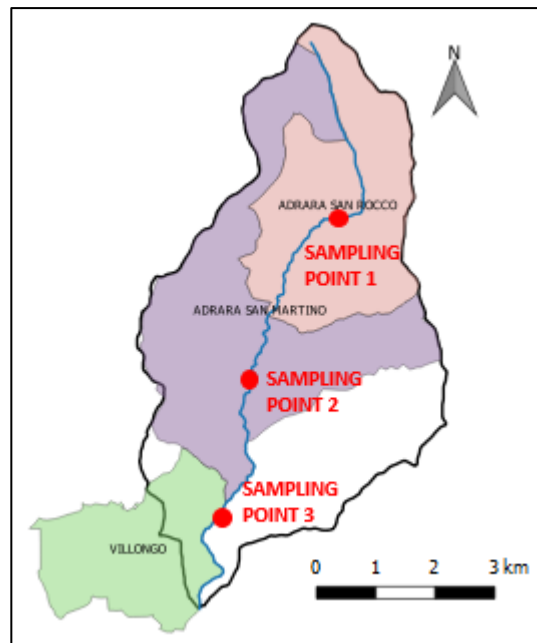 N
ADRARA SAN ROCCO
SAMPLING
POINT 1
ADRARA SAN MARTINO
SAMPLING
POINT 2
SAMPLING
POINT 3
VILLONGO
0 1 2 3 km